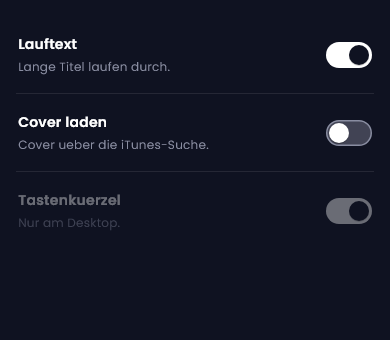 Lauftext
Lange Titel laufen durch.
Cover laden
Cover ueber die iTunes-Suche.
Tastenkuerzel
Nur am Desktop.